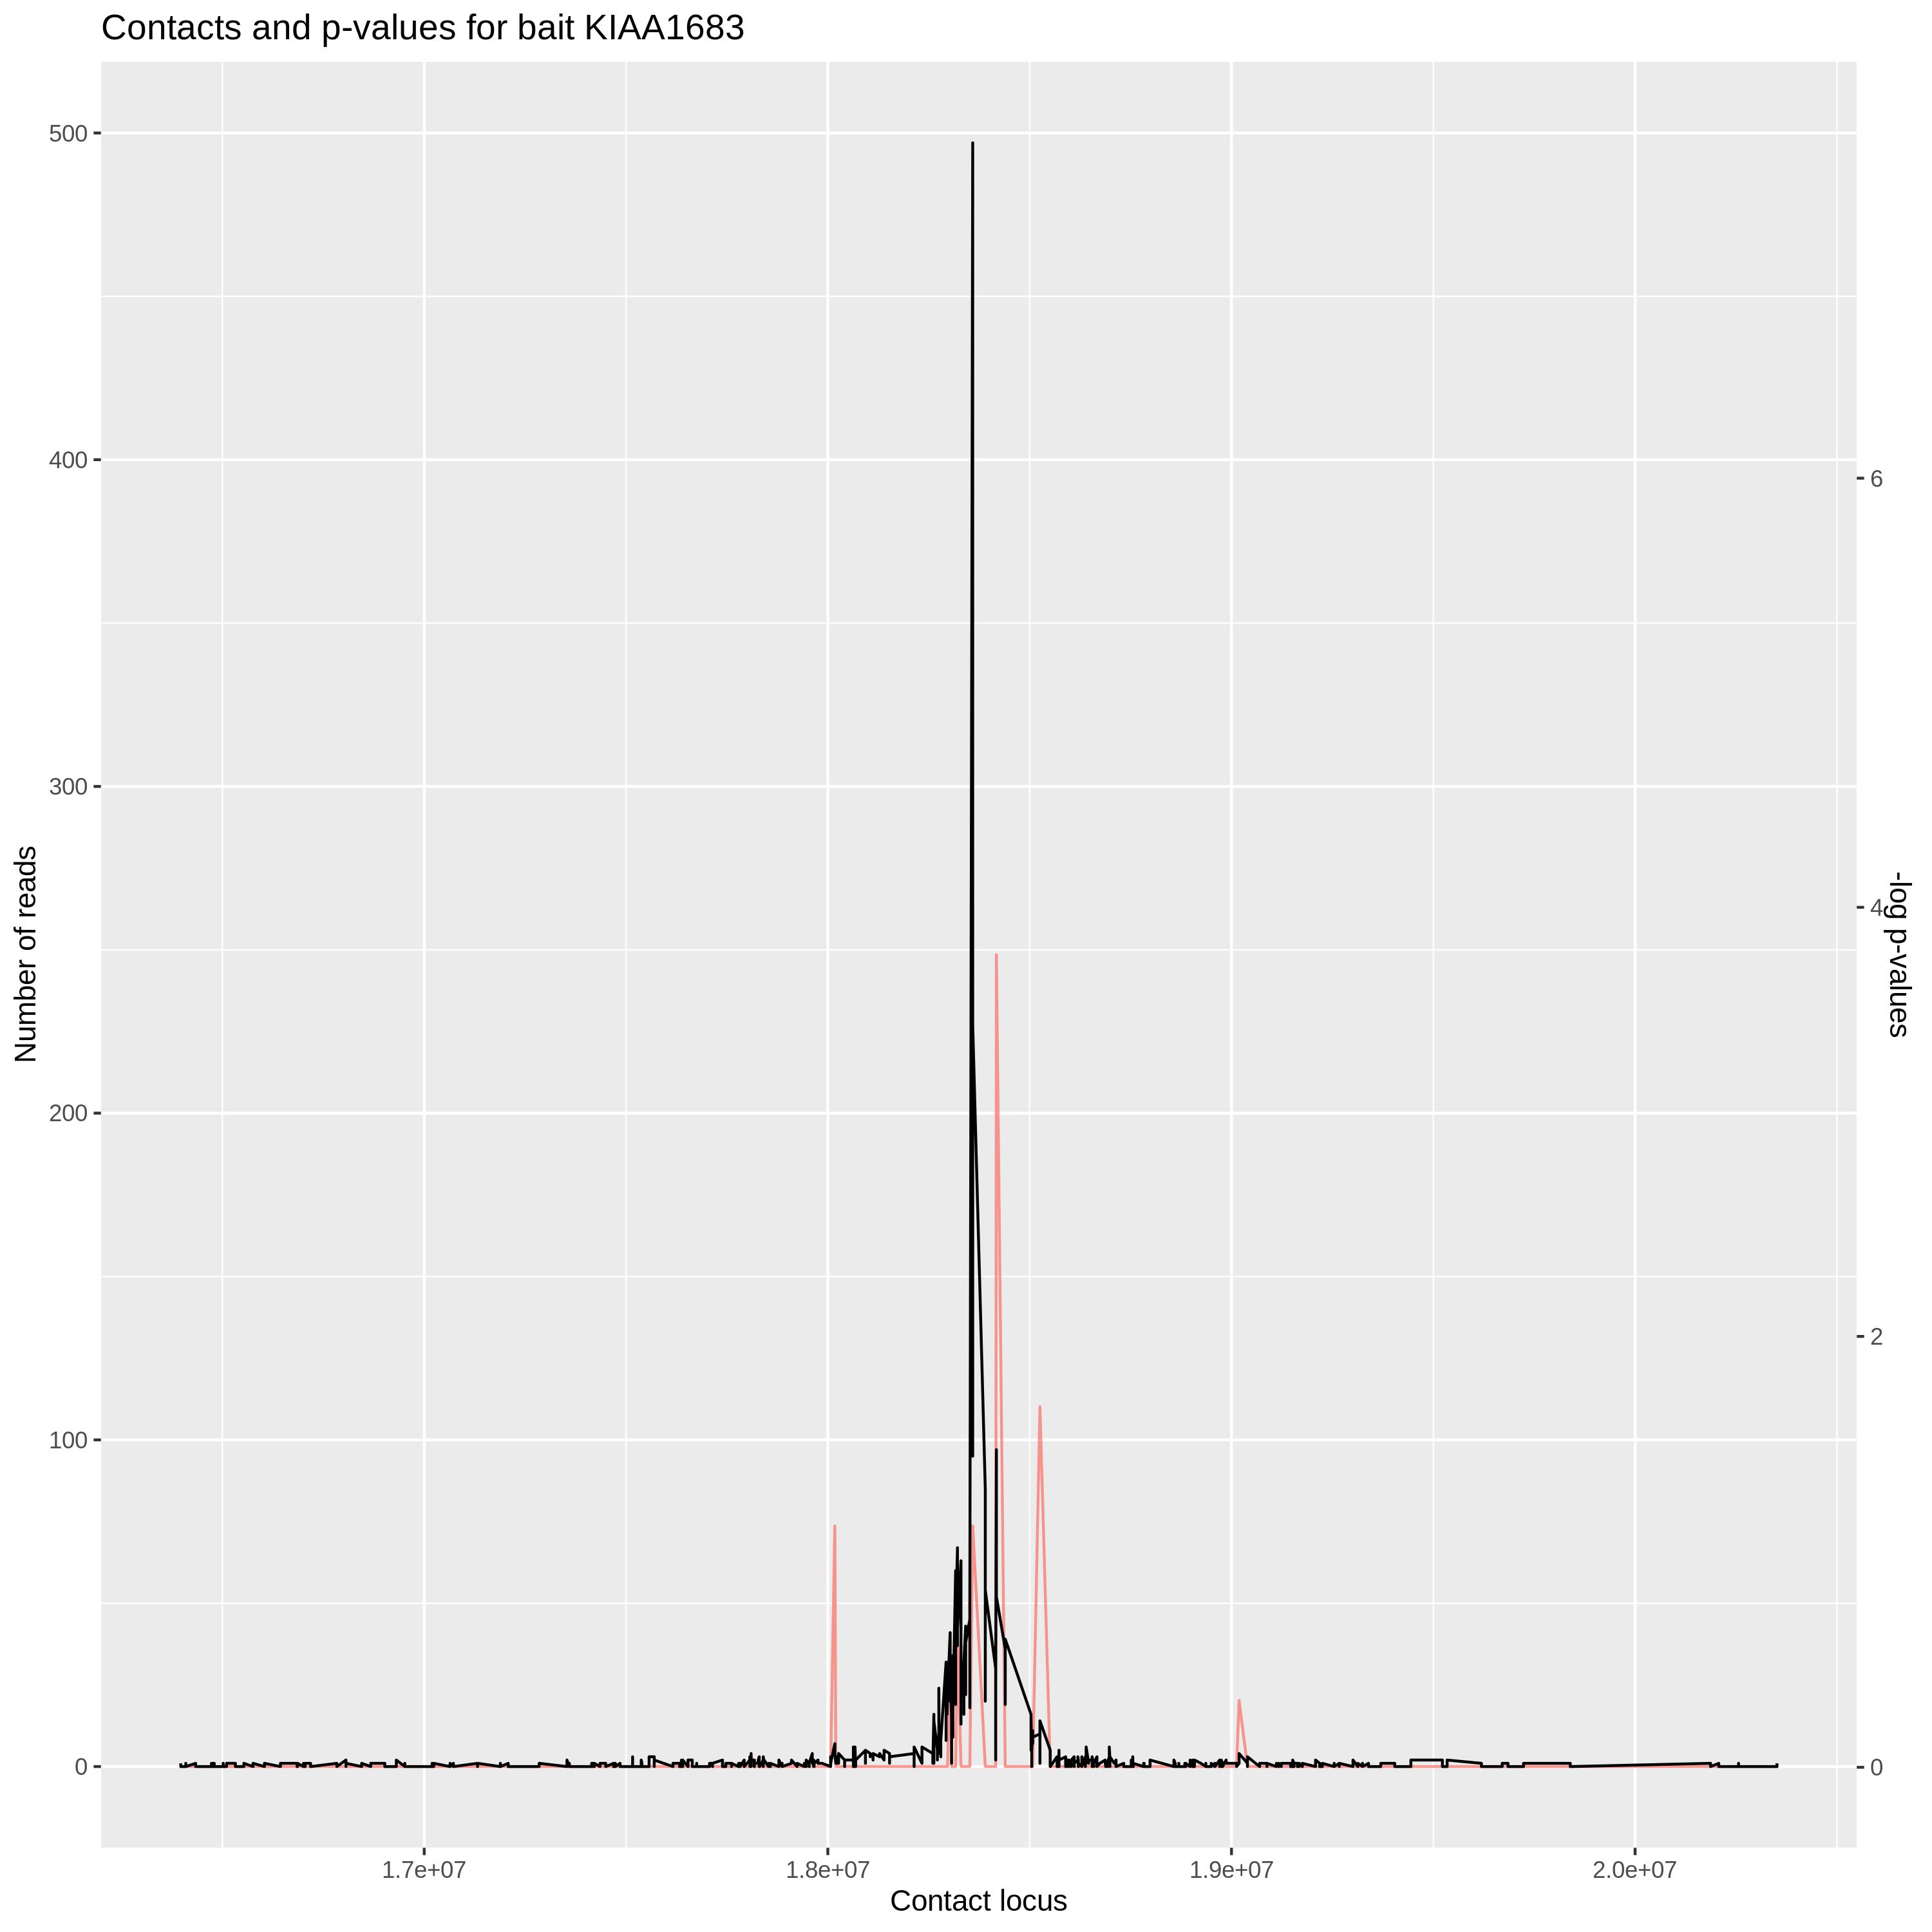 Contacts and p-values for bait KIAA1683
500
400
300
200
100
0
Number of reads
6
4
2
0
-log p-values
1.7e+07
1.8e+07
1.9e+07
2.0e+07
Contact locus